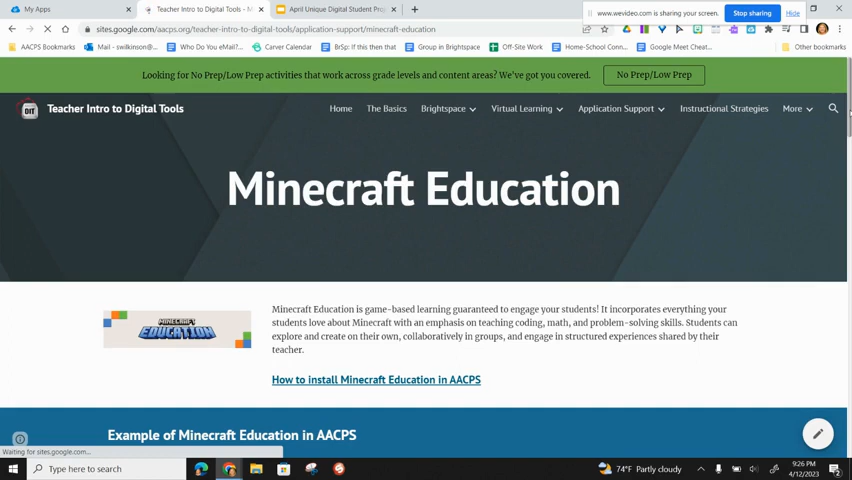 My Apps
Teacher Intro to Digital Tools - M
April Unique Digital Student Pro
www.wevideo.com is sharing your screen.
Stop sharing
Hide
sites.google.com/aacps.org/teacher-intro-to-digital-tools/application-support/minecraft-education
AACPS Bookmarks
Mail - swilkinson@...
Who Do You eMail?...
Carver Calendar
BrSp: If this then that
Group in Brightspace
Off-Site Work
Home-School Conn...
Google Meet Cheat...
Other bookmarks
Looking for No Prep/Low Prep activities that work across grade levels and content areas? We've got you covered.
No Prep/Low Prep
DIT
Teacher Intro to Digital Tools
Home
The Basics
Brightspace
Virtual Learning
Application Support
Instructional Strategies
More
Minecraft Education
MINECRAFT
EDUCATION
Minecraft Education is game-based learning guaranteed to engage your students! It incorporates everything your
students love about Minecraft with an emphasis on teaching coding, math, and problem-solving skills. Students can
explore and create on their own, collaboratively in groups, and engage in structured experiences shared by their
teacher.
How to install Minecraft Education in AACPS
Example of Minecraft Education in AACPS
Waiting for sites.google.com...
Type here to search
74°F Partly cloudy
9:26 PM
4/12/2023